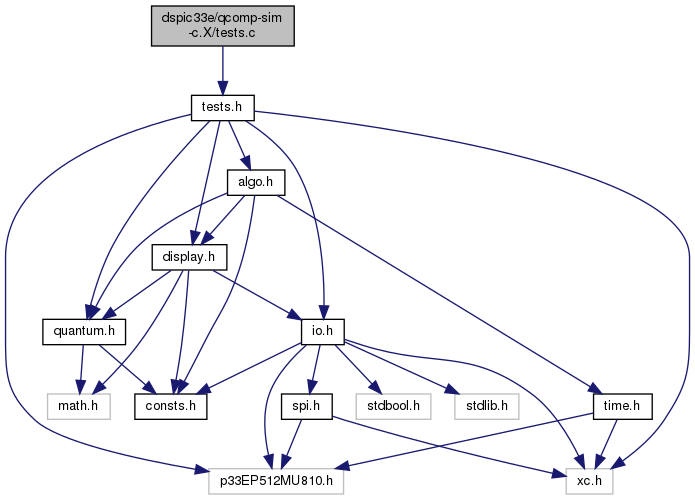 dspic33e/qcomp-sim
-c.X/tests.c
tests.h
algo.h
display.h
quantum.h
io.h
math.h
consts.h
spi.h
stdbool.h
stdlib.h
time.h
p33EP512MU810.h
xc.h